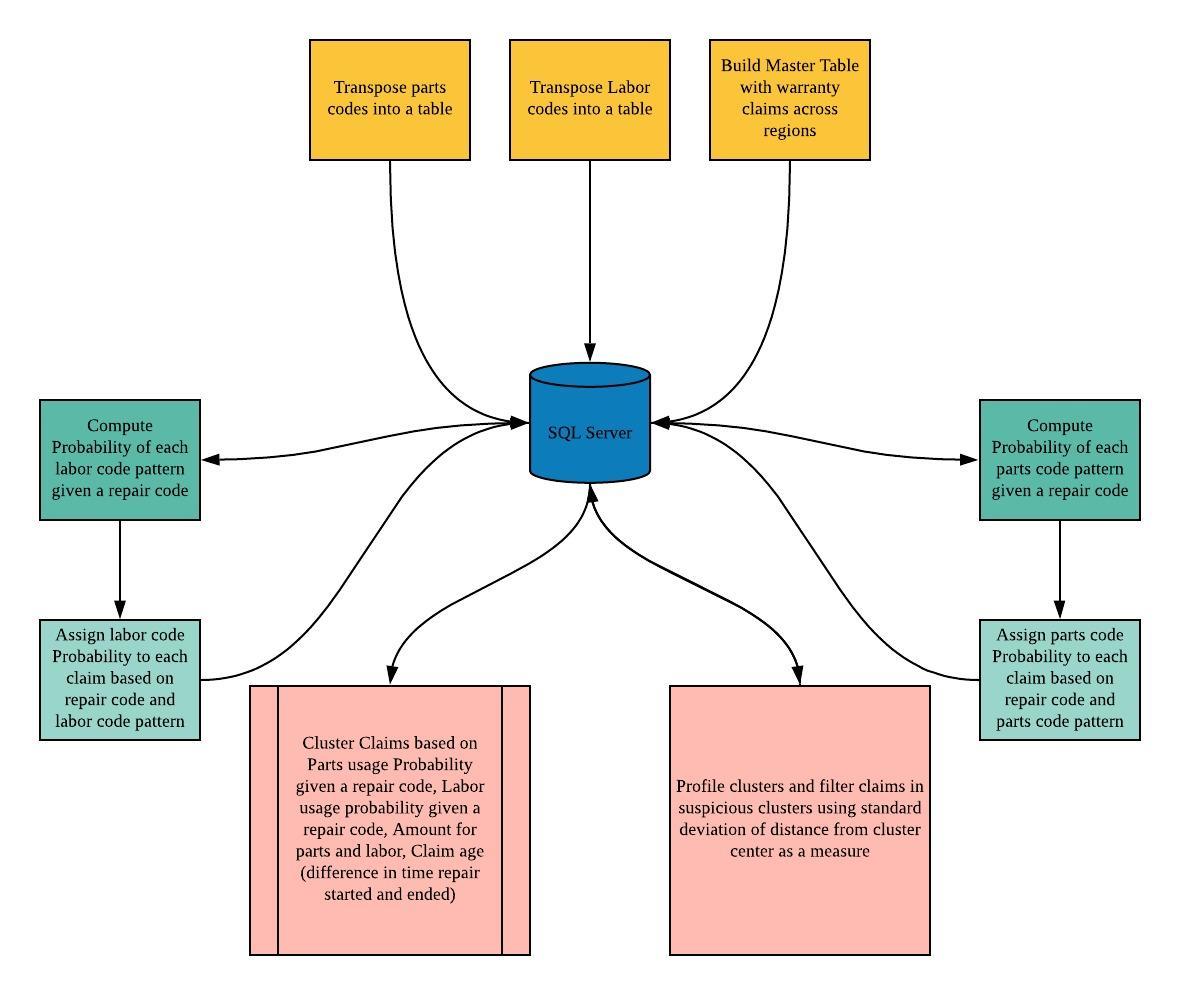 Transpose parts
codes into a table
Transpose Labor
codes into a table
Build Master Table
with warranty
claims across
regions
SQL Server
Compute
Probability of each
labor code pattern
given a repair code
Compute
Probability of each
parts code pattern
given a repair code
Assign labor code
Probability to each
claim based on
repair code and
labor code pattern
Assign parts code
Probability to each
claim based on
repair code and
parts code pattern
Cluster Claims based on
Parts usage Probability
given a repair code, Labor
usage probability given a
repair code, Amount for
parts and labor, Claim age
(difference in time repair
started and ended)
Profile clusters and filter claims in
suspicious clusters using standard
deviation of distance from cluster
center as a measure